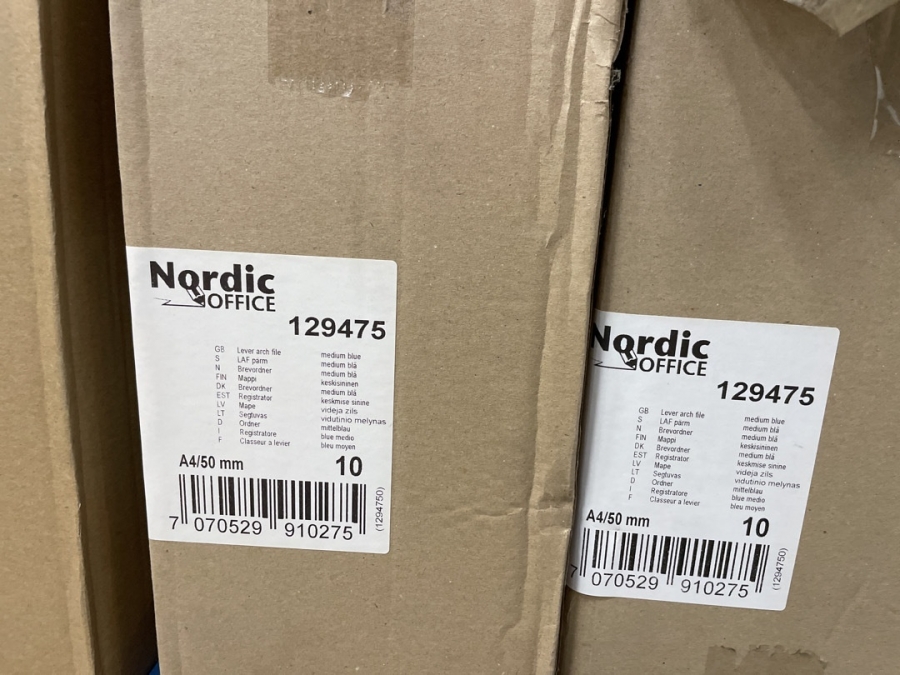 Nordic
OFFICE
129475
GB Lever arch file medium blue
S LAF pärm medium blå
N Brevordner medium blå
FIN Mappi keskisininen
DK Brevordner medium blå
EST Registrator keskmise sinine
LV Mape videja zils
LT Segtuvas vidutinio melynas
D Ordner mittelblau
I Registratore blue medio
F Classeur a levier bleu moyen
A4/50 mm 10
7 070529 910275
(1294750)
Nordic
OFFICE
129475
GB Lever arch file medium blue
S LAF pärm medium blå
N Brevordner medium blå
FIN Mappi keskisininen
DK Brevordner medium blå
EST Registrator keskmise sinine
LV Mape videja zils
LT Segtuvas vidutinio melynas
D Ordner mittelblau
I Registratore blue medio
F Classeur a levier bleu moyen
A4/50 mm 10
7 070529 910275
(1294750)